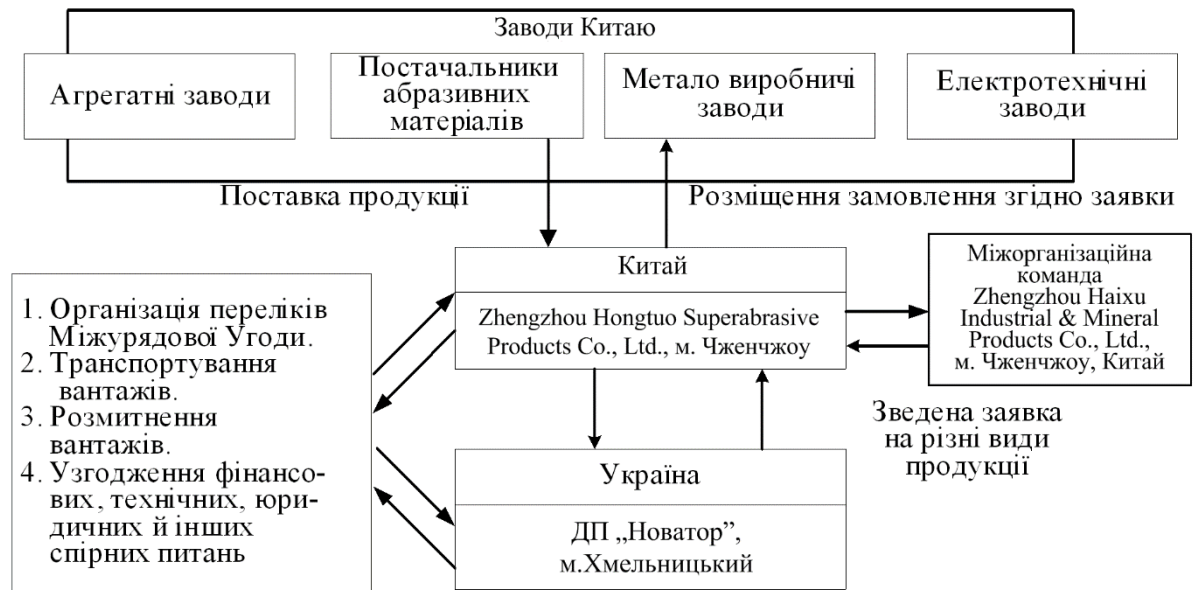 Заводи Китаю
Агрегатні заводи
Постачальники
абразивних
матеріалів
Метало виробничі
заводи
Електротехнічні
заводи
Поставка продукції
Розміщення замовлення згідно заявки
1. Організація переліків
Міжурядової Угоди.
2. Транспортування
вантажів.
3. Розмитнення
вантажів.
4. Узгодження фінансо-
вих, технічних, юри-
дичних й інших
спірних питань
Китай
Zhengzhou Hongtuo Superabrasive
Products Co., Ltd., м. Чженчжоу
Міжорганізаційна
команда
Zhengzhou Haixu
Industrial & Mineral
Products Co., Ltd.,
м. Чженчжоу, Китай
Зведена заявка
на різні види
продукції
Україна
ДП „Новатор”,
м.Хмельницький